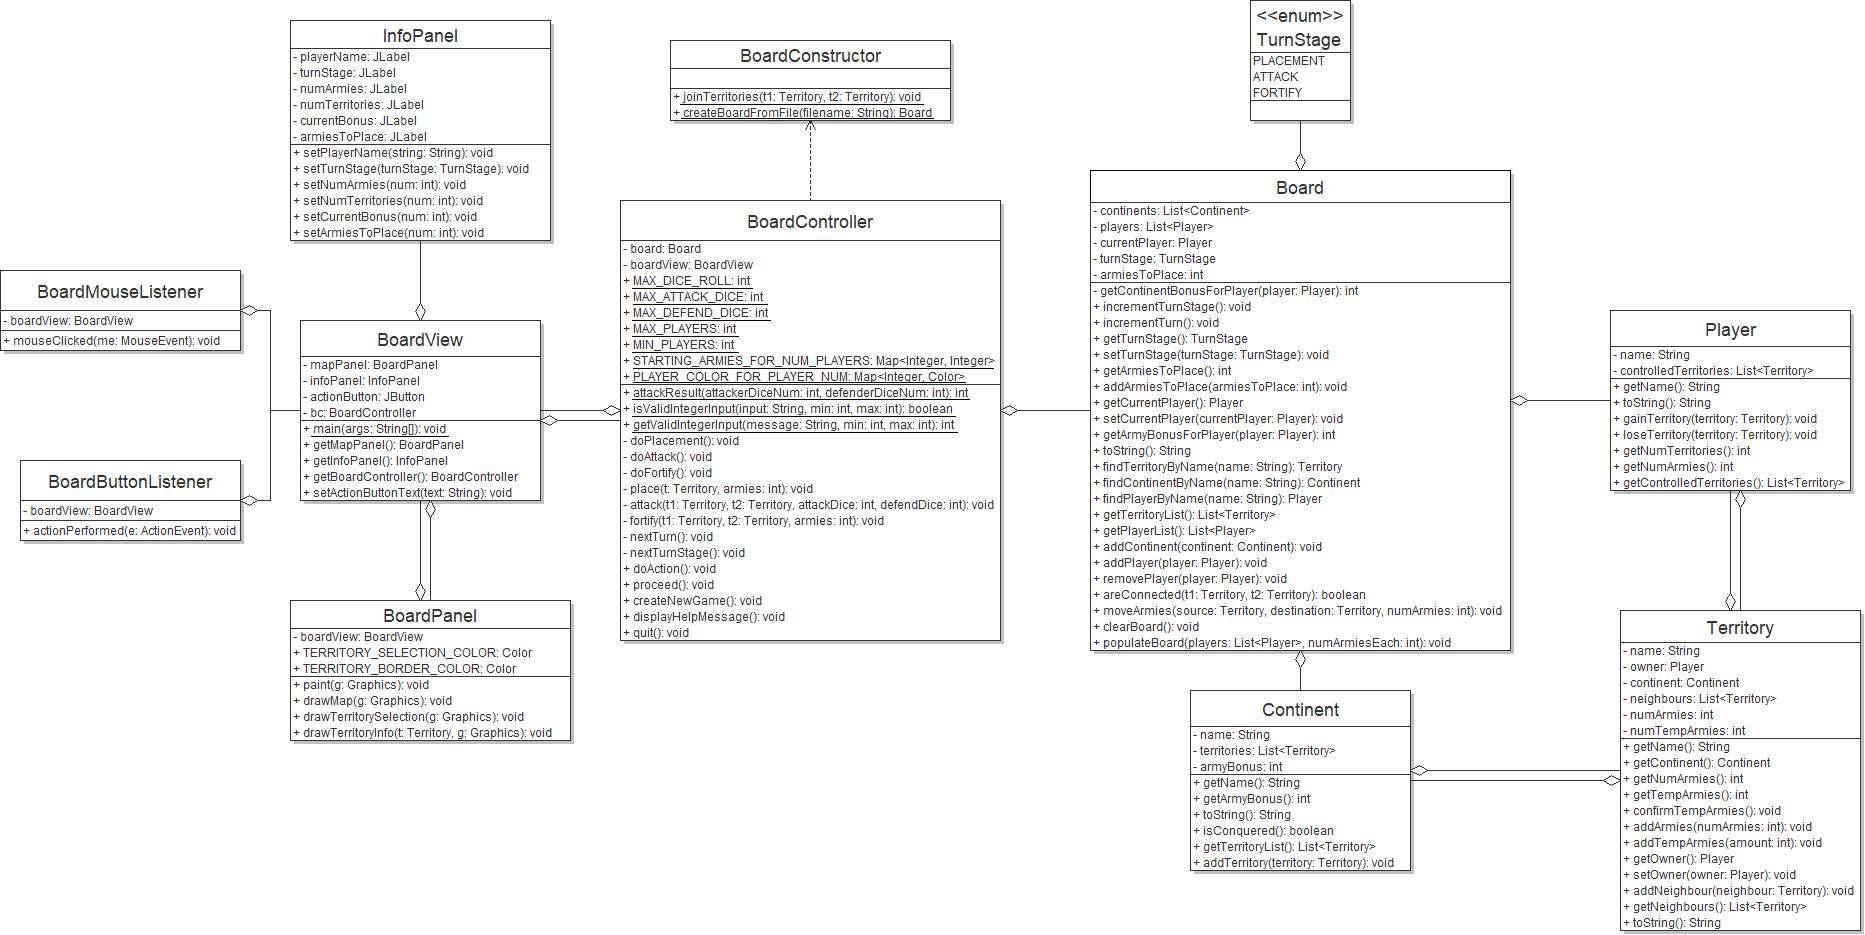 InfoPanel
- playerName: JLabel
- turnStage: JLabel
- numArmies: JLabel
- numTerritories: JLabel
- currentBonus: JLabel
- armiesToPlace: JLabel
+ setPlayerName(string: String): void
+ setTurnStage(turnStage: TurnStage): void
+ setNumArmies(num: int): void
+ setNumTerritories(num: int): void
+ setCurrentBonus(num: int): void
+ setArmiesToPlace(num: int): void
BoardMouseListener
- boardView: BoardView
+ mouseClicked(me: MouseEvent): void
BoardButtonListener
- boardView: BoardView
+ actionPerformed(e: ActionEvent): void
BoardView
- mapPanel: BoardPanel
- infoPanel: InfoPanel
- actionButton: JButton
- bc: BoardController
+ main(args: String[]): void
+ getMapPanel(): BoardPanel
+ getInfoPanel(): InfoPanel
+ getBoardController(): BoardController
+ setActionButtonText(text: String): void
BoardPanel
- boardView: BoardView
+ TERRITORY_SELECTION_COLOR: Color
+ TERRITORY_BORDER_COLOR: Color
+ paint(g: Graphics): void
+ drawMap(g: Graphics): void
+ drawTerritorySelection(g: Graphics): void
+ drawTerritoryInfo(t: Territory, g: Graphics): void
BoardConstructor
+ joinTerritories(t1: Territory, t2: Territory): void
+ createBoardFromFile(filename: String): Board
BoardController
- board: Board
- boardView: BoardView
+ MAX_DICE_ROLL: int
+ MAX_ATTACK_DICE: int
+ MAX_DEFEND_DICE: int
+ MAX_PLAYERS: int
+ MIN_PLAYERS: int
+ STARTING_ARMIES_FOR_NUM_PLAYERS: Map<Integer, Integer>
+ PLAYER_COLOR_FOR_PLAYER_NUM: Map<Integer, Color>
+ attackResult(attackerDiceNum: int, defenderDiceNum: int): int
+ isValidIntegerInput(input: String, min: int, max: int): boolean
+ getValidIntegerInput(message: String, min: int, max: int): int
- doPlacement(): void
- doAttack(): void
- doFortify(): void
- place(t: Territory, armies: int): void
- attack(t1: Territory, t2: Territory, attackDice: int, defendDice: int): void
- fortify(t1: Territory, t2: Territory, armies: int): void
- nextTurn(): void
- nextTurnStage(): void
+ doAction(): void
+ proceed(): void
+ createNewGame(): void
+ displayHelpMessage(): void
+ quit(): void
<<enum>>
TurnStage
PLACEMENT
ATTACK
FORTIFY
Board
- continents: List<Continent>
- players: List<Player>
- currentPlayer: Player
- turnStage: TurnStage
- armiesToPlace: int
- getContinentBonusForPlayer(player: Player): int
+ incrementTurnStage(): void
+ incrementTurn(): void
+ getTurnStage(): TurnStage
+ setTurnStage(turnStage: TurnStage): void
+ getArmiesToPlace(): int
+ addArmiesToPlace(armiesToPlace: int): void
+ getCurrentPlayer(): Player
+ setCurrentPlayer(currentPlayer: Player): void
+ getArmyBonusForPlayer(player: Player): int
+ toString(): String
+ findTerritoryByName(name: String): Territory
+ findContinentByName(name: String): Continent
+ findPlayerByName(name: String): Player
+ getTerritoryList(): List<Territory>
+ getPlayerList(): List<Player>
+ addContinent(continent: Continent): void
+ addPlayer(player: Player): void
+ removePlayer(player: Player): void
+ areConnected(t1: Territory, t2: Territory): boolean
+ moveArmies(source: Territory, destination: Territory, numArmies: int): void
+ clearBoard(): void
+ populateBoard(players: List<Player>, numArmiesEach: int): void
Continent
- name: String
- territories: List<Territory>
- armyBonus: int
+ getName(): String
+ getArmyBonus(): int
+ toString(): String
+ isConquered(): boolean
+ getTerritoryList(): List<Territory>
+ addTerritory(territory: Territory): void
Player
- name: String
- controlledTerritories: List<Territory>
+ getName(): String
+ toString(): String
+ gainTerritory(territory: Territory): void
+ loseTerritory(territory: Territory): void
+ getNumTerritories(): int
+ getNumArmies(): int
+ getControlledTerritories(): List<Territory>
Territory
- name: String
- owner: Player
- continent: Continent
- neighbours: List<Territory>
- numArmies: int
- numTempArmies: int
+ getName(): String
+ getContinent(): Continent
+ getNumArmies(): int
+ getTempArmies(): int
+ confirmTempArmies(): void
+ addArmies(numArmies: int): void
+ addTempArmies(amount: int): void
+ getOwner(): Player
+ setOwner(owner: Player): void
+ addNeighbour(neighbour: Territory): void
+ getNeighbours(): List<Territory>
+ toString(): String